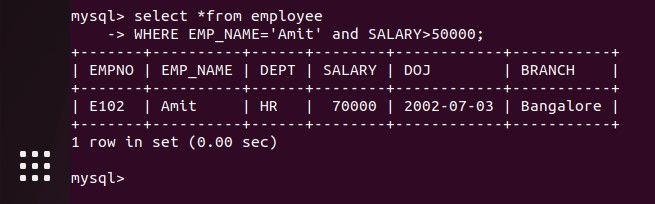 mysql> select *from employee
    -> WHERE EMP_NAME='Amit' and SALARY>50000;
+-------+----------+------+--------+------------+-----------+
| EMPNO | EMP_NAME | DEPT | SALARY | DOJ        | BRANCH    |
+-------+----------+------+--------+------------+-----------+
| E102  | Amit     | HR   |  70000 | 2002-07-03 | Bangalore |
+-------+----------+------+--------+------------+-----------+
1 row in set (0.00 sec)
mysql>